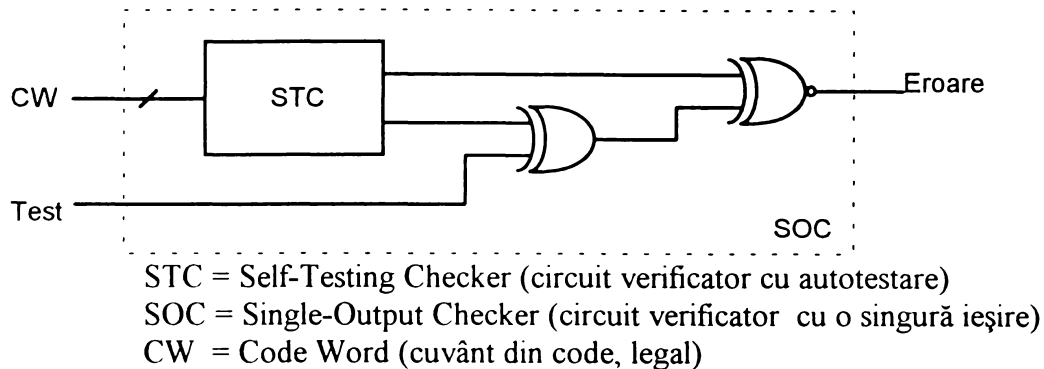 CW
STC
Eroare
Test
SOC
STC = Self-Testing Checker (circuit verificator cu autotestare)
SOC = Single-Output Checker (circuit verificator cu o singură ieşire)
CW = Code Word (cuvânt din code, legal)